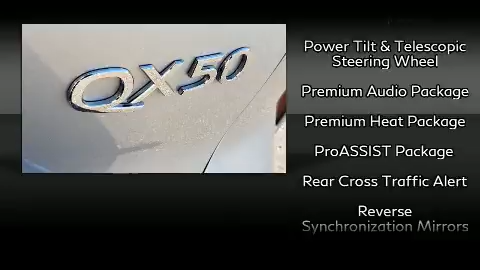 QX50
Power Tilt & Telescopic
Steering Wheel
Premium Audio Package
Premium Heat Package
ProASSIST Package
Rear Cross Traffic Alert
Reverse
Synchronization Mirrors